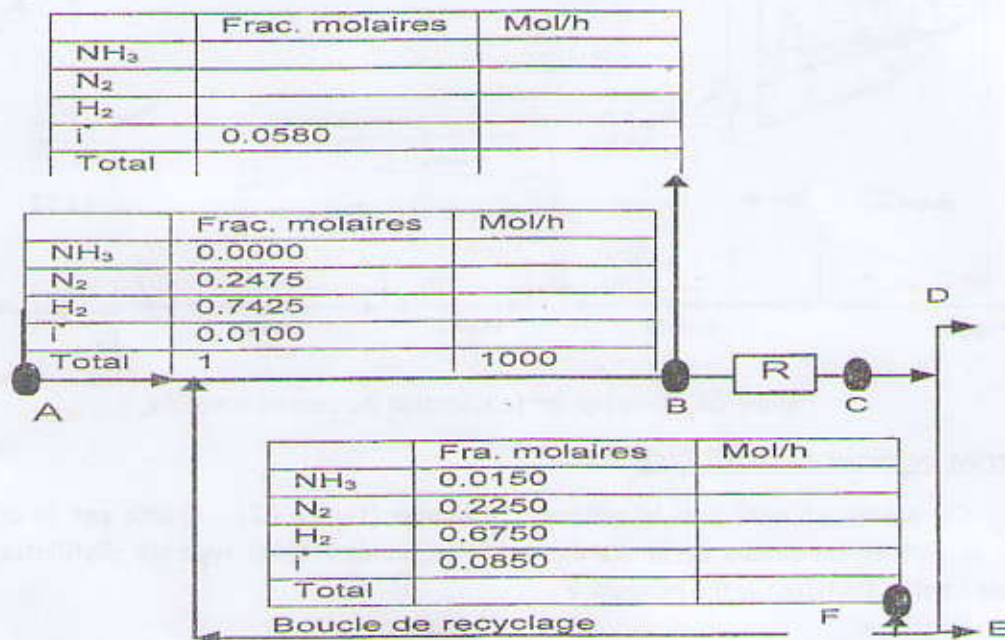 Frac. molaires Mol/h
NH₃
N₂
H₂
i* 0.0580
Total
Frac. molaires Mol/h
NH₃ 0.0000
N₂ 0.2475
H₂ 0.7425
i* 0.0100
Total 1 1000
D
R
A B C
Fra. molaires Mol/h
NH₃ 0.0150
N₂ 0.2250
H₂ 0.6750
i* 0.0850
Total
Boucle de recyclage F E